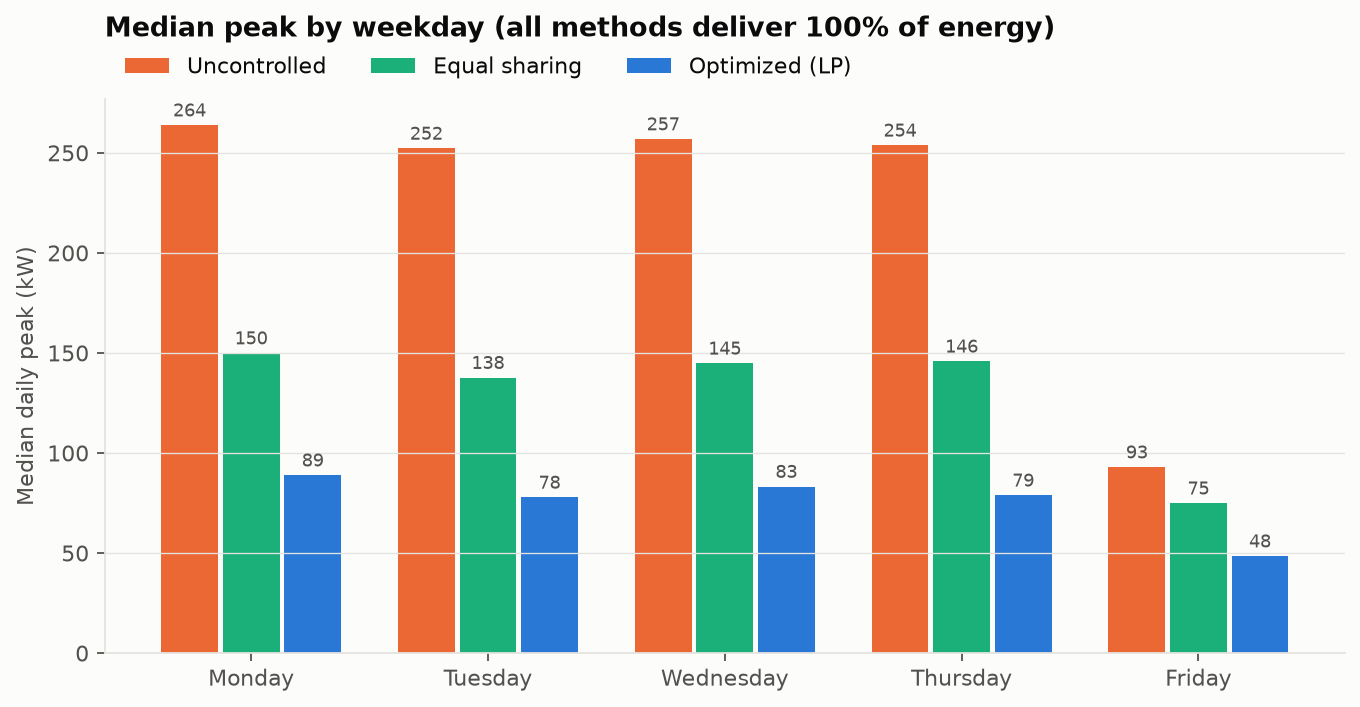 Median peak by weekday (all methods deliver 100% of energy)
Uncontrolled Equal sharing Optimized (LP)
Median daily peak (kW)
250
200
150
100
50
0
264 150 89
252 138 78
257 145 83
254 146 79
93 75 48
Monday Tuesday Wednesday Thursday Friday